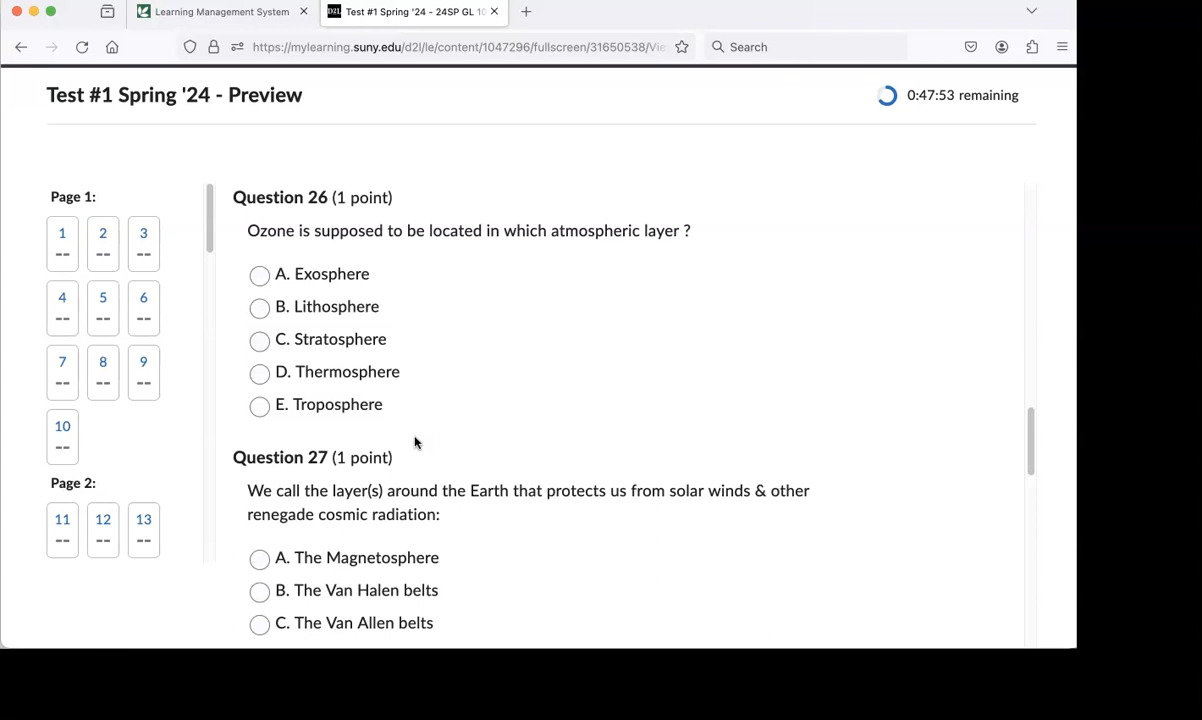 Learning Management System
Test #1 Spring '24 - 24SP GL 10
https://mylearning.suny.edu/d2l/le/content/1047296/fullscreen/31650538/Vie
Search
Test #1 Spring '24 - Preview
0:47:53 remaining
Page 1:
1 2 3
-- -- --
4 5 6
-- -- --
7 8 9
-- -- --
10
--
Page 2:
11 12 13
-- -- --
Question 26 (1 point)
Ozone is supposed to be located in which atmospheric layer ?
A. Exosphere
B. Lithosphere
C. Stratosphere
D. Thermosphere
E. Troposphere
Question 27 (1 point)
We call the layer(s) around the Earth that protects us from solar winds & other
renegade cosmic radiation:
A. The Magnetosphere
B. The Van Halen belts
C. The Van Allen belts